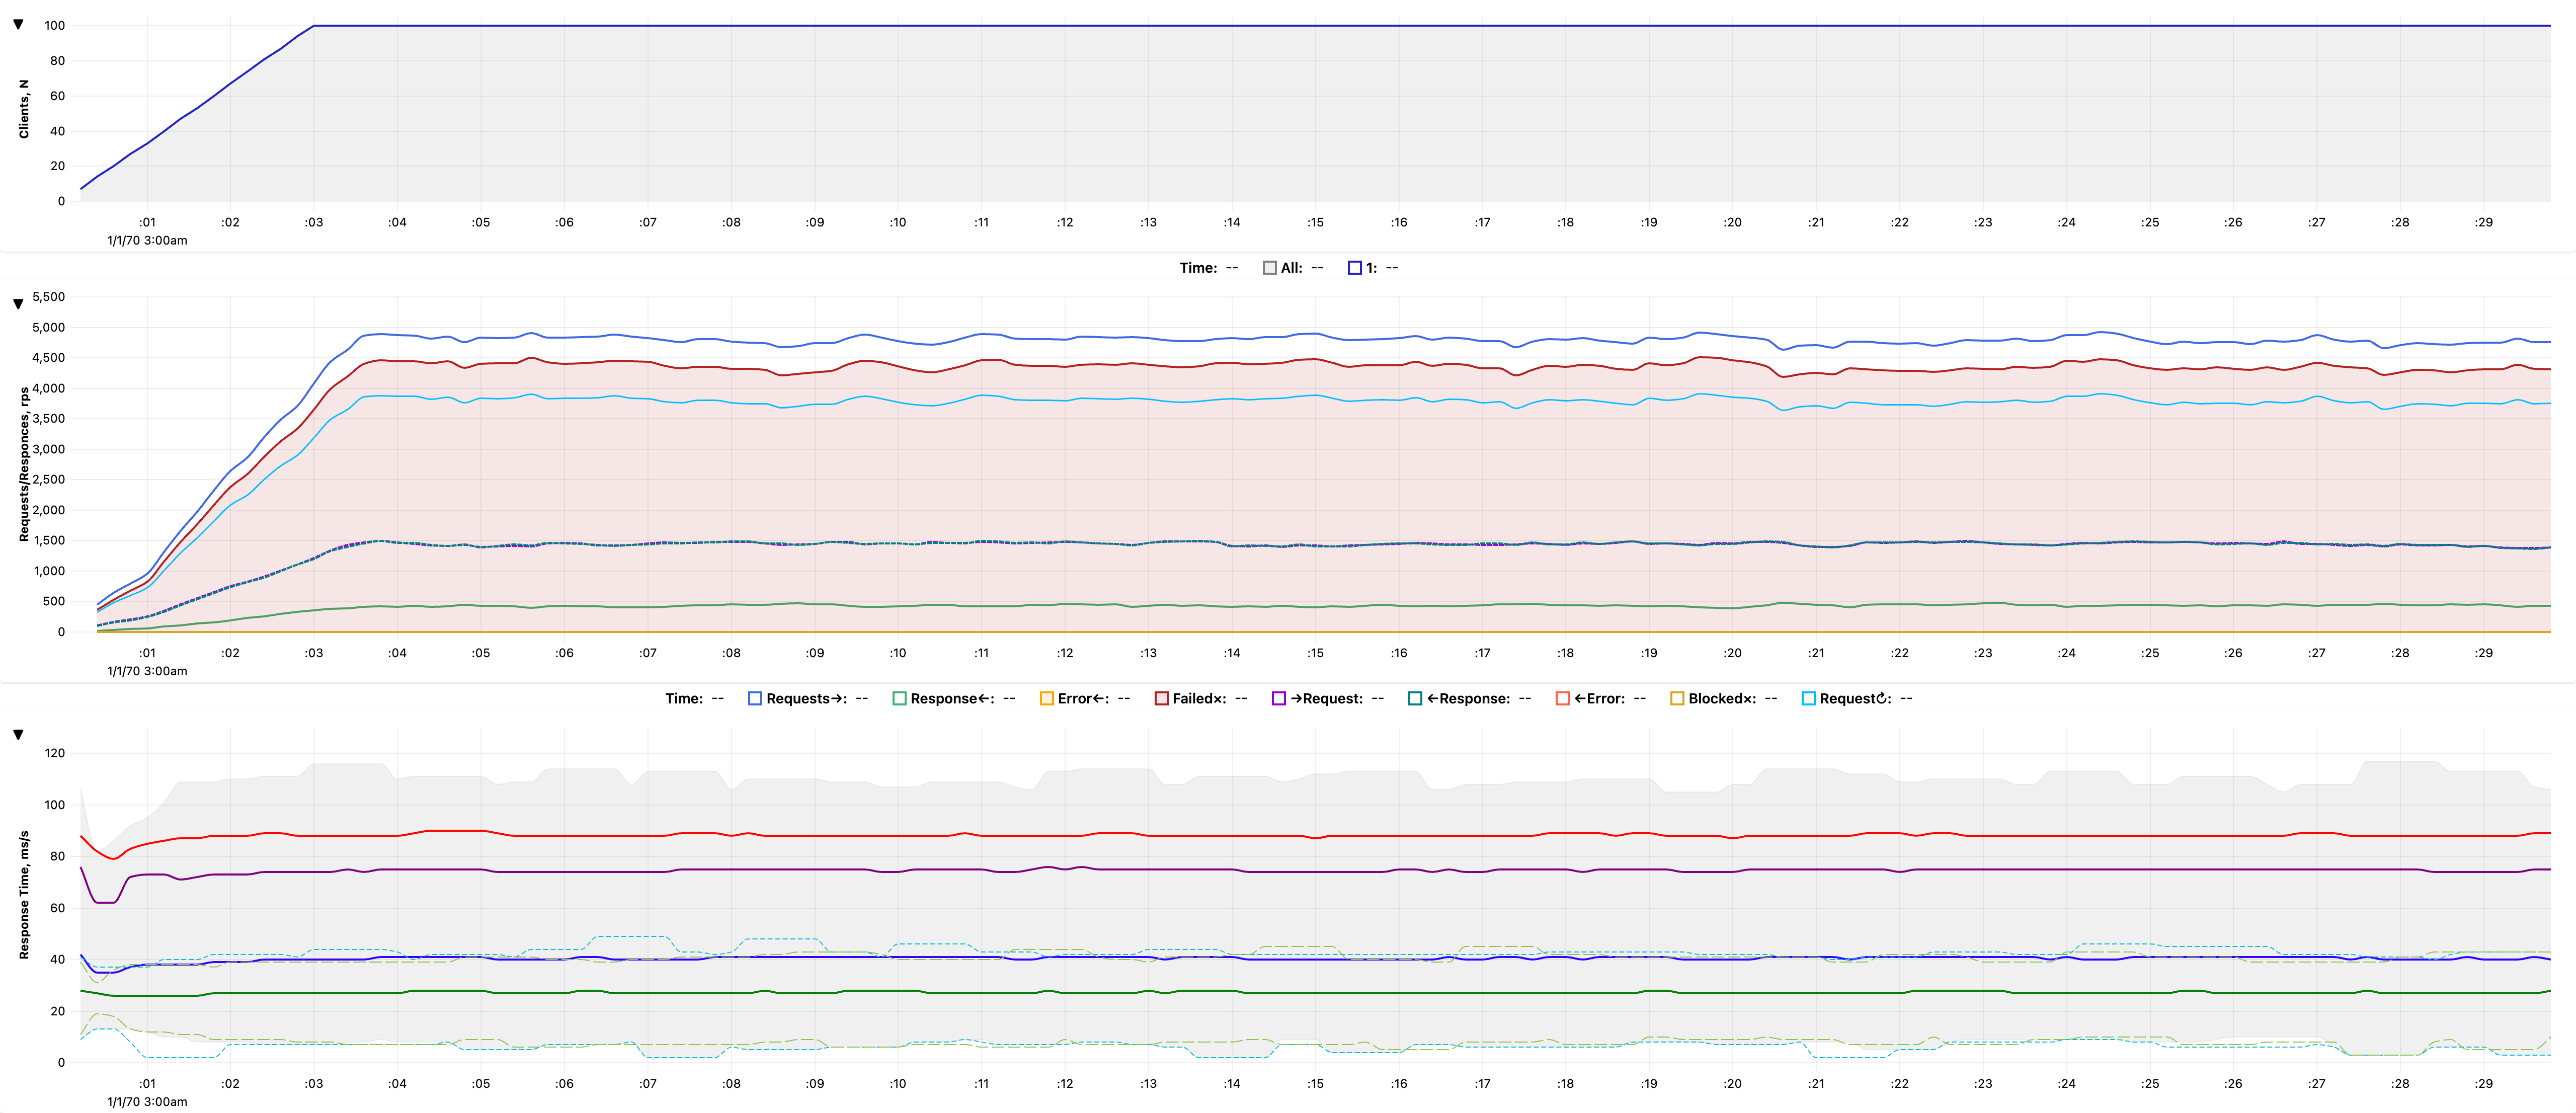 ▼
Clients, N
100
80
60
40
20
0
:01 :02 :03 :04 :05 :06 :07 :08 :09 :10 :11 :12 :13 :14 :15 :16 :17 :18 :19 :20 :21 :22 :23 :24 :25 :26 :27 :28 :29
1/1/70 3:00am
Time: -- All: -- 1: --
▼
Requests/Responces, rps
5,500
5,000
4,500
4,000
3,500
3,000
2,500
2,000
1,500
1,000
500
0
:01 :02 :03 :04 :05 :06 :07 :08 :09 :10 :11 :12 :13 :14 :15 :16 :17 :18 :19 :20 :21 :22 :23 :24 :25 :26 :27 :28 :29
1/1/70 3:00am
Time: -- Requests→: -- Response←: -- Error←: -- Failed×: -- →Request: -- ←Response: -- ←Error: -- Blocked×: -- Request↻: --
▼
Response Time, ms/s
120
100
80
60
40
20
0
:01 :02 :03 :04 :05 :06 :07 :08 :09 :10 :11 :12 :13 :14 :15 :16 :17 :18 :19 :20 :21 :22 :23 :24 :25 :26 :27 :28 :29
1/1/70 3:00am